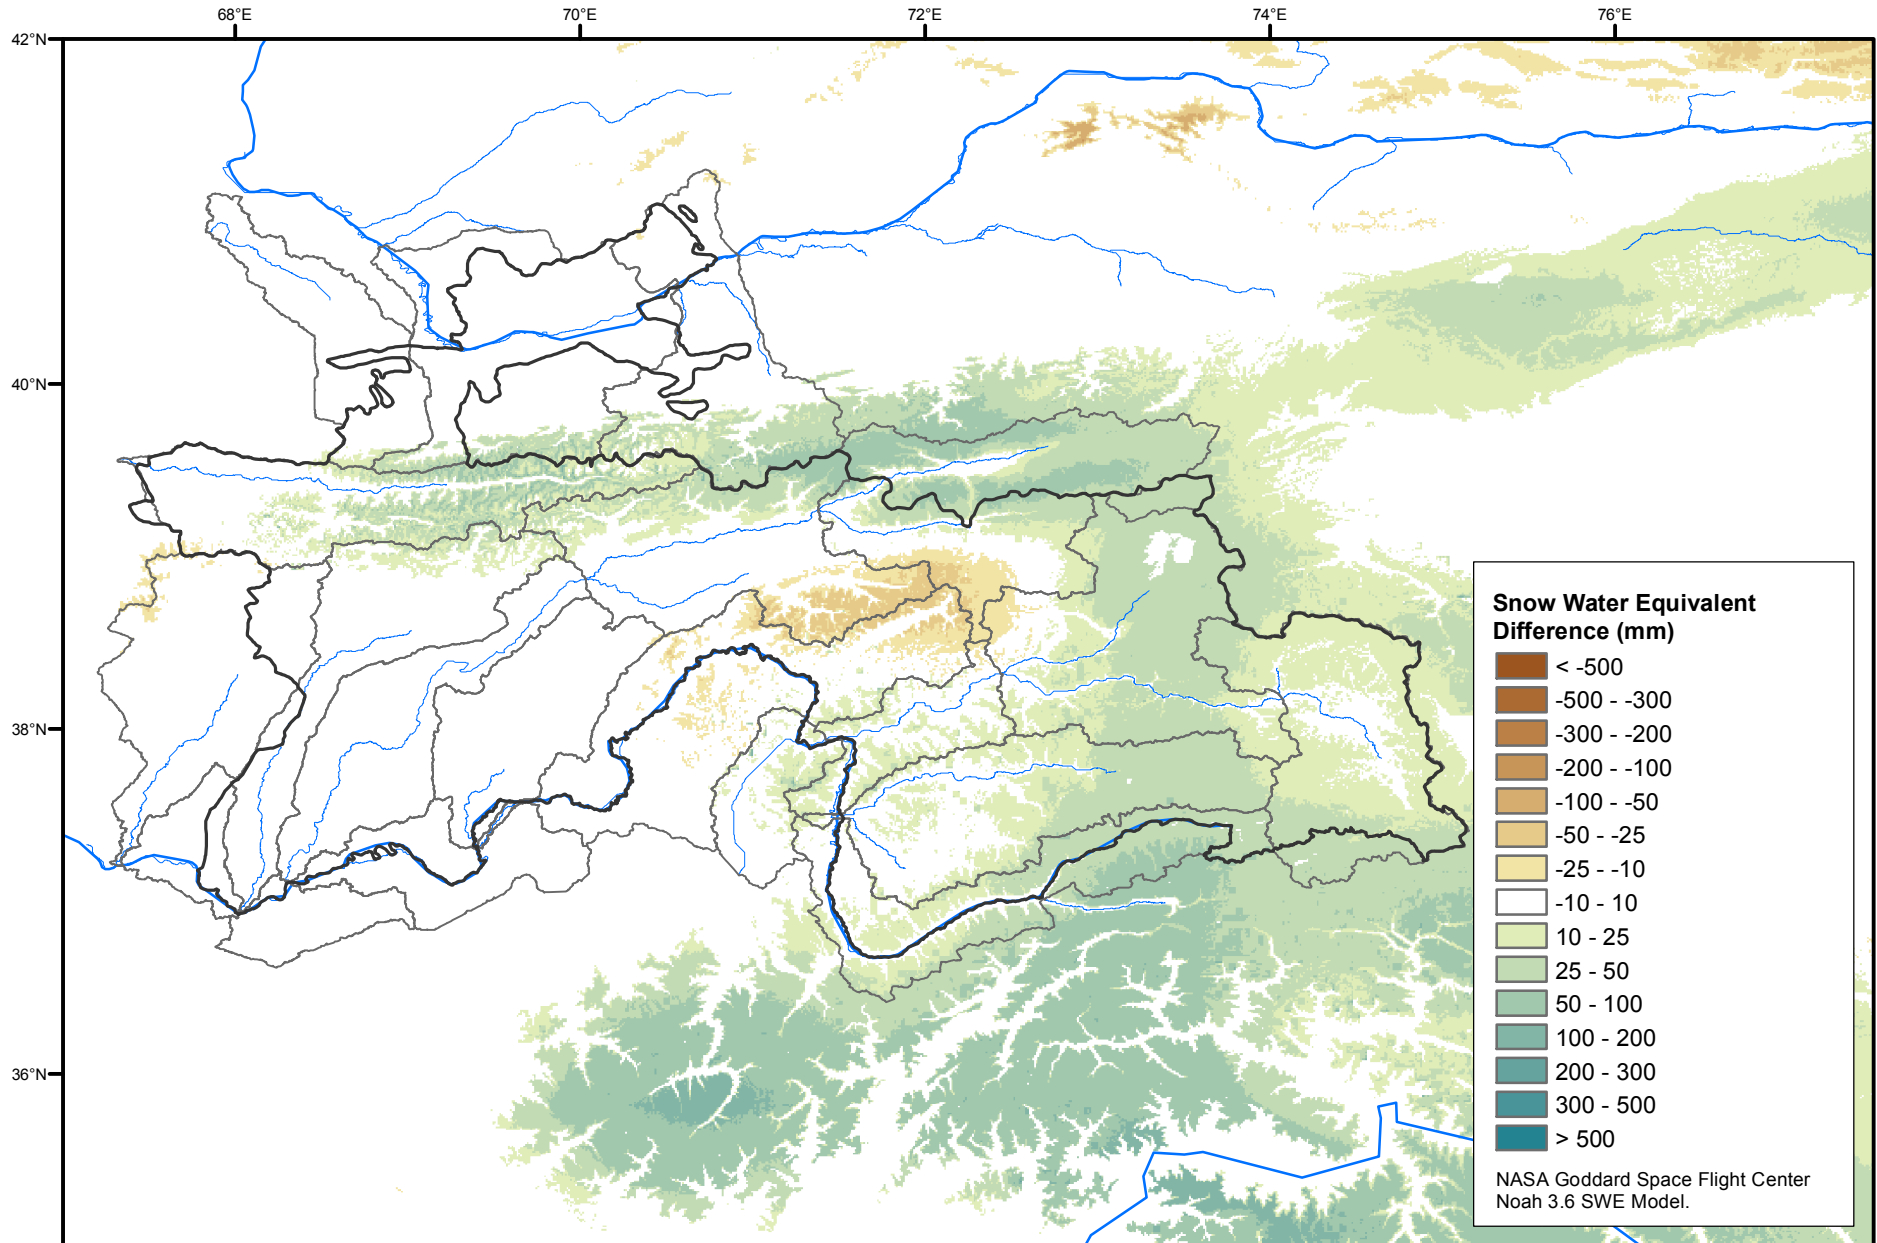 68°E
70°E
72°E
74°E
76°E
42°N
40°N
38°N
36°N
Snow Water Equivalent
Difference (mm)
< -500
-500 - -300
-300 - -200
-200 - -100
-100 - -50
-50 - -25
-25 - -10
-10 - 10
10 - 25
25 - 50
50 - 100
100 - 200
200 - 300
300 - 500
> 500
NASA Goddard Space Flight Center
Noah 3.6 SWE Model.